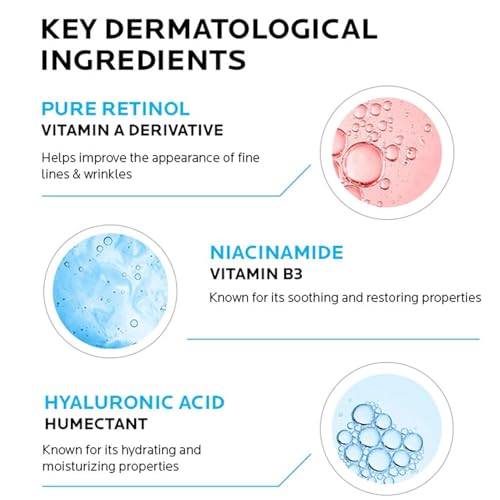 KEY DERMATOLOGICAL
INGREDIENTS
PURE RETINOL
VITAMIN A DERIVATIVE
Helps improve the appearance of fine
lines & wrinkles
NIACINAMIDE
VITAMIN B3
Known for its soothing and restoring properties
HYALURONIC ACID
HUMECTANT
Known for its hydrating and
moisturizing properties